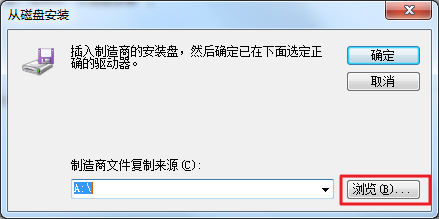 从磁盘安装
插入制造商的安装盘，然后确定已在下面选定正
确的驱动器。
确定
取消
制造商文件复制来源(C):
A:\
浏览(B)...